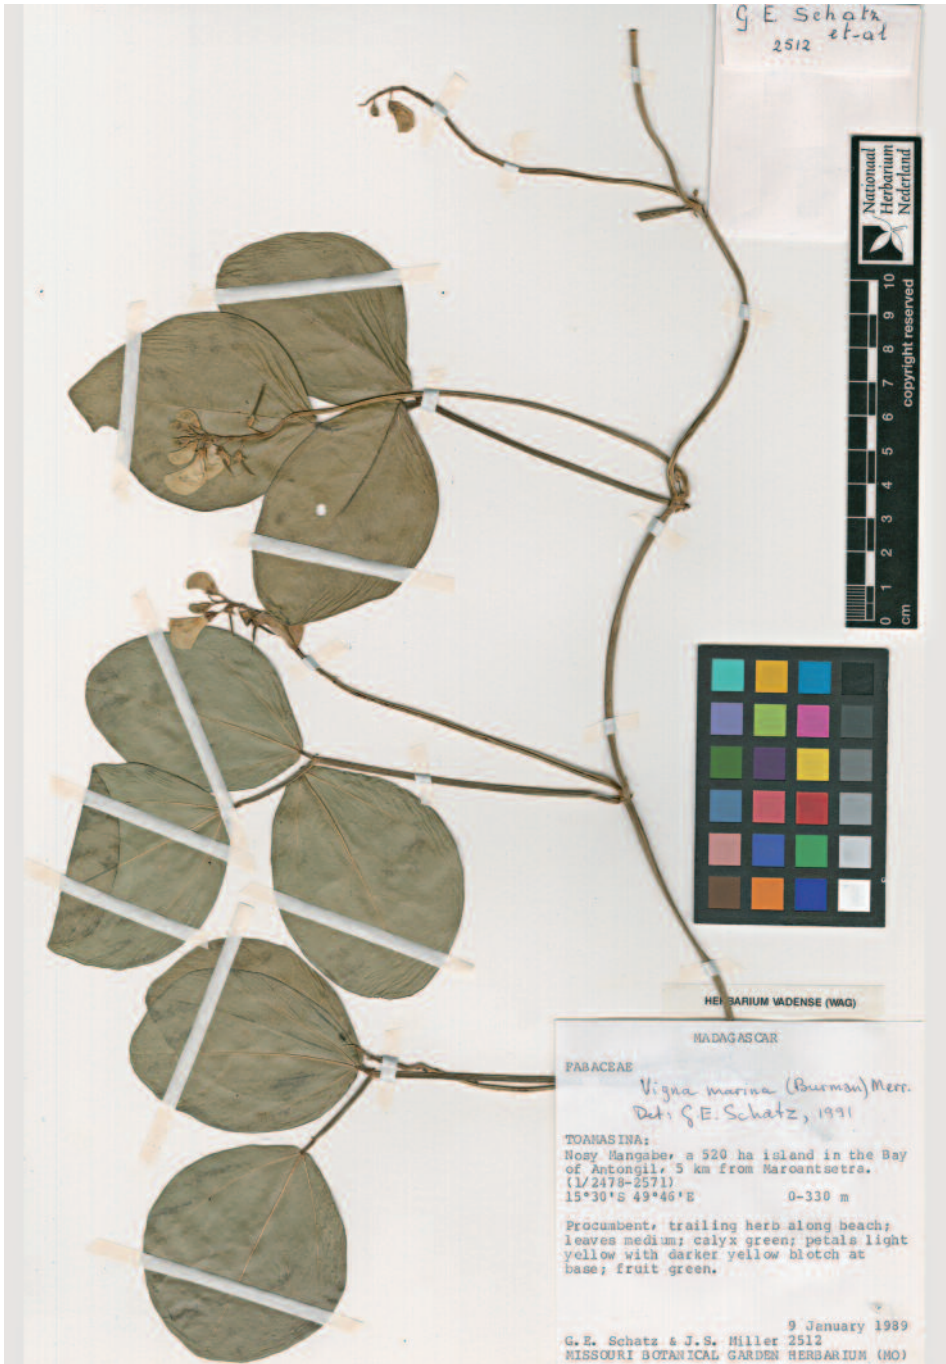 G E Schatz
et-al
2512
Nationaal
Herbarium
Nederland
10
9
8
7
6
5
4
3
2
1
0
cm
copyright reserved
HERBARIUM VADENSE (WAG)
MADAGASCAR
FABACEAE
Vigna marina (Burman) Merr.
Det: G.E. Schatz, 1991
TOAMASINA:
Nosy Mangabe, a 520 ha island in the Bay
of Antongil, 5 km from Maroantsetra.
(1/2478-2571)
15°30'S 49°46'E 0-330 m
Procumbent, trailing herb along beach;
leaves medium; calyx green; petals light
yellow with darker yellow blotch at
base; fruit green.
9 January 1989
G.E. Schatz & J.S. Miller 2512
MISSOURI BOTANICAL GARDEN HERBARIUM (MO)